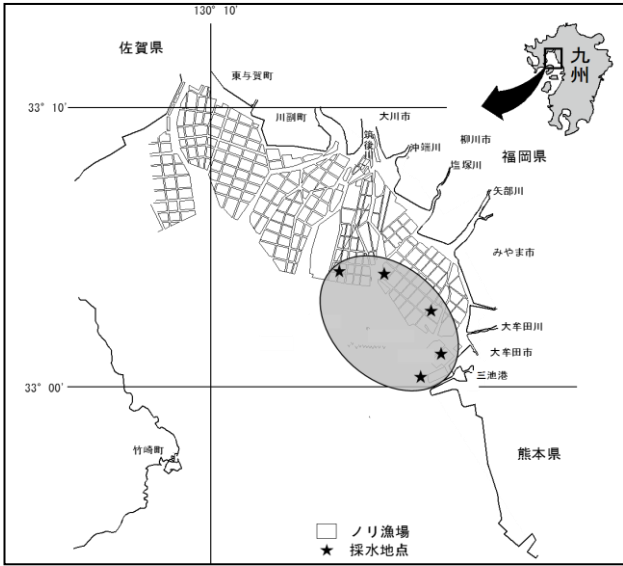 130° 10′
佐賀県
九州
東与賀町
33° 10′
川副町
大川市
筑後川
沖端川
柳川市
福岡県
塩塚川
矢部川
みやま市
大牟田川
大牟田市
33° 00′
三池港
竹崎町
熊本県
ノリ漁場
★ 採水地点